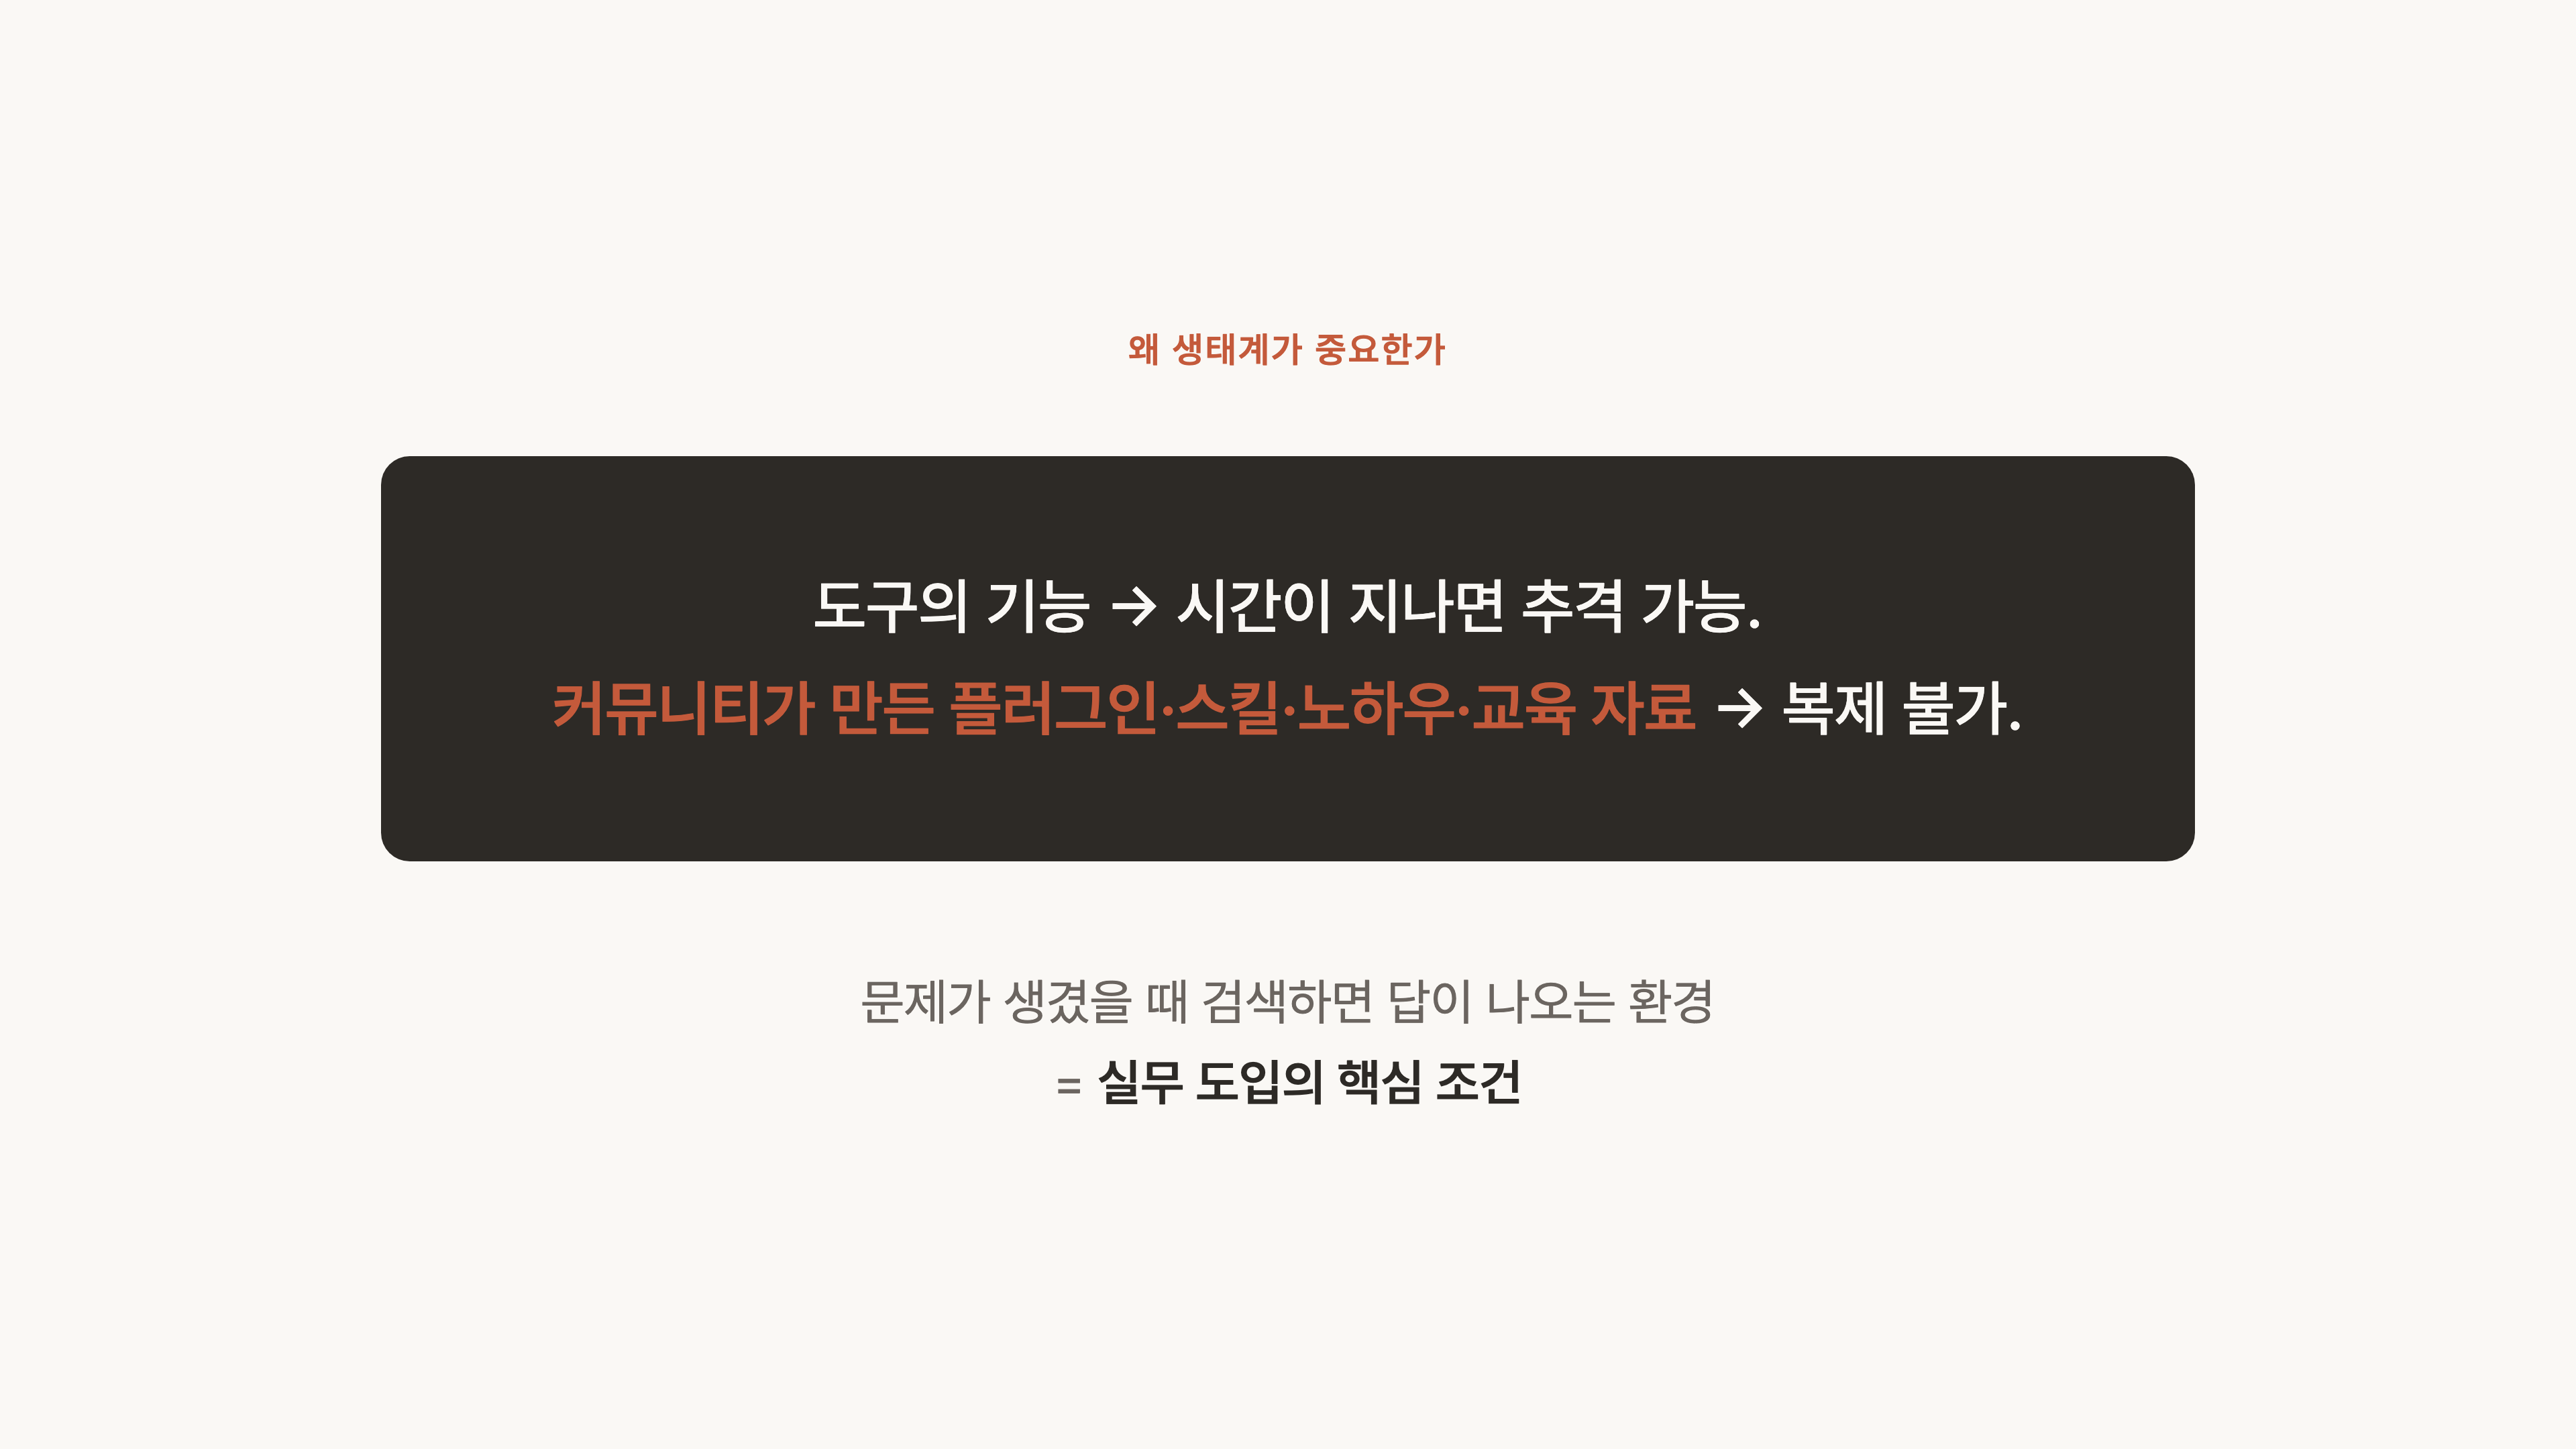 왜 생태계가 중요한가
도구의 기능 → 시간이 지나면 추격 가능.
커뮤니티가 만든 플러그인·스킬·노하우·교육 자료 → 복제 불가.
문제가 생겼을 때 검색하면 답이 나오는 환경
= 실무 도입의 핵심 조건